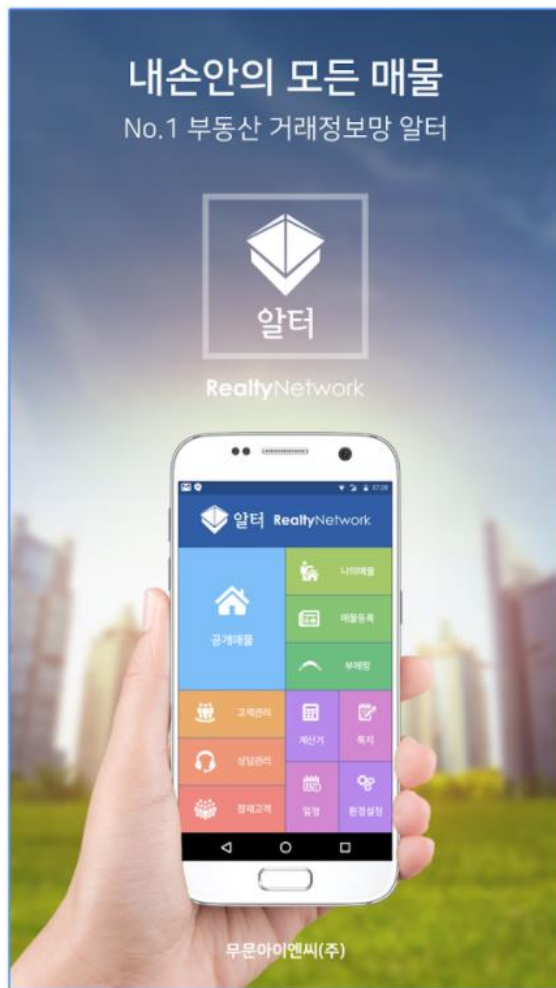 내손안의 모든 매물
No.1 부동산 거래정보망 알터
알터
RealtyNetwork
07:09
알터 RealtyNetwork
나의매물
공개매물
매물등록
부매랑
고객관리
계산기
쪽지
상담관리
잠재고객
일정
환경설정
무문아이엔씨(주)